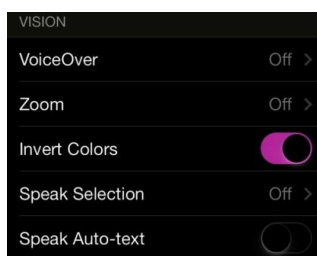 VISION
VoiceOver Off
Zoom Off
Invert Colors
Speak Selection Off
Speak Auto-text